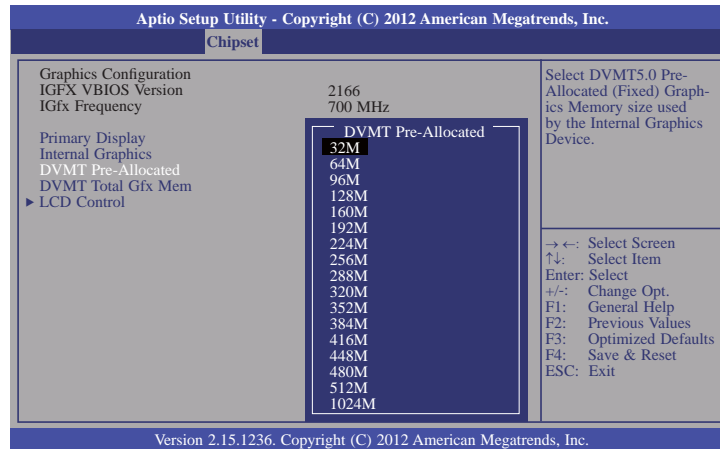 Aptio Setup Utility - Copyright (C) 2012 American Megatrends, Inc.
Chipset
Graphics Configuration
IGFX VBIOS Version 2166
IGfx Frequency 700 MHz
Primary Display
Internal Graphics
DVMT Pre-Allocated
DVMT Total Gfx Mem
▶ LCD Control
DVMT Pre-Allocated
32M
64M
96M
128M
160M
192M
224M
256M
288M
320M
352M
384M
416M
448M
480M
512M
1024M
Select DVMT5.0 Pre-
Allocated (Fixed) Graph-
ics Memory size used
by the Internal Graphics
Device.
→ ←: Select Screen
↑↓: Select Item
Enter: Select
+/-: Change Opt.
F1: General Help
F2: Previous Values
F3: Optimized Defaults
F4: Save & Reset
ESC: Exit
Version 2.15.1236. Copyright (C) 2012 American Megatrends, Inc.